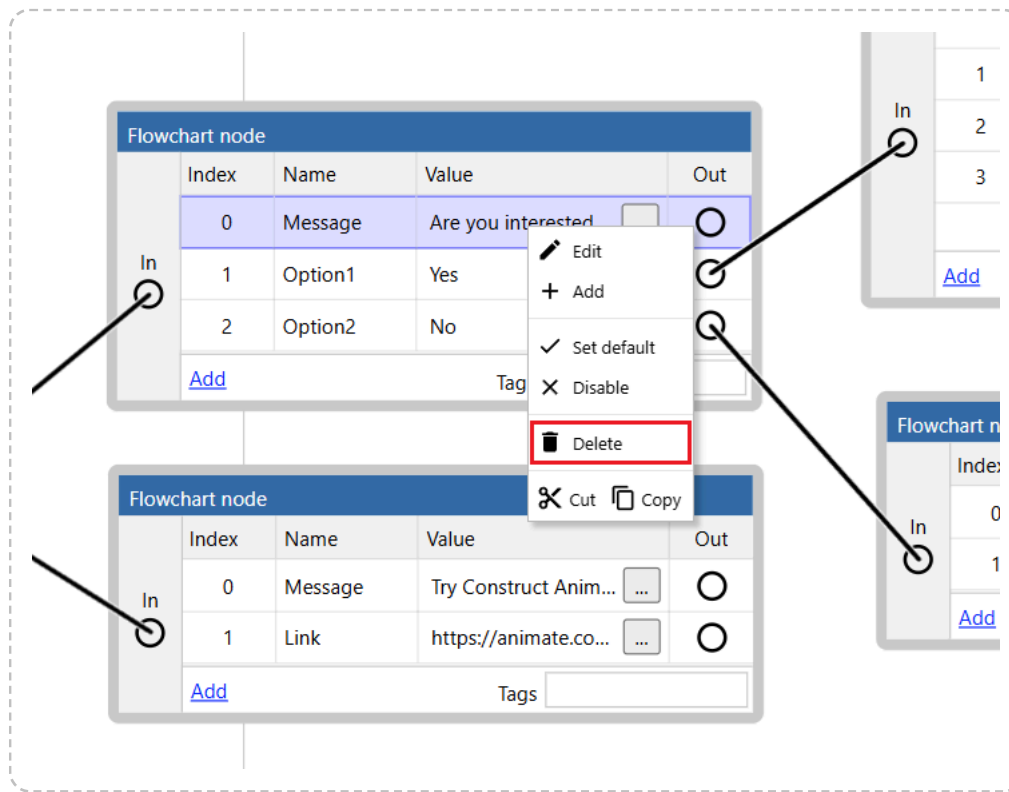 Flowchart node
Index Name Value Out
0 Message Are you interested
In
1 Option1 Yes
2 Option2 No
Add Tag
Edit
Add
Set default
Disable
Delete
Cut Copy
Flowchart node
Index Name Value Out
0 Message Try Construct Anim... ...
In
1 Link https://animate.co... ...
Add Tags
1
In
2
3
Add
Flowchart n
Index
0
In
1
Add